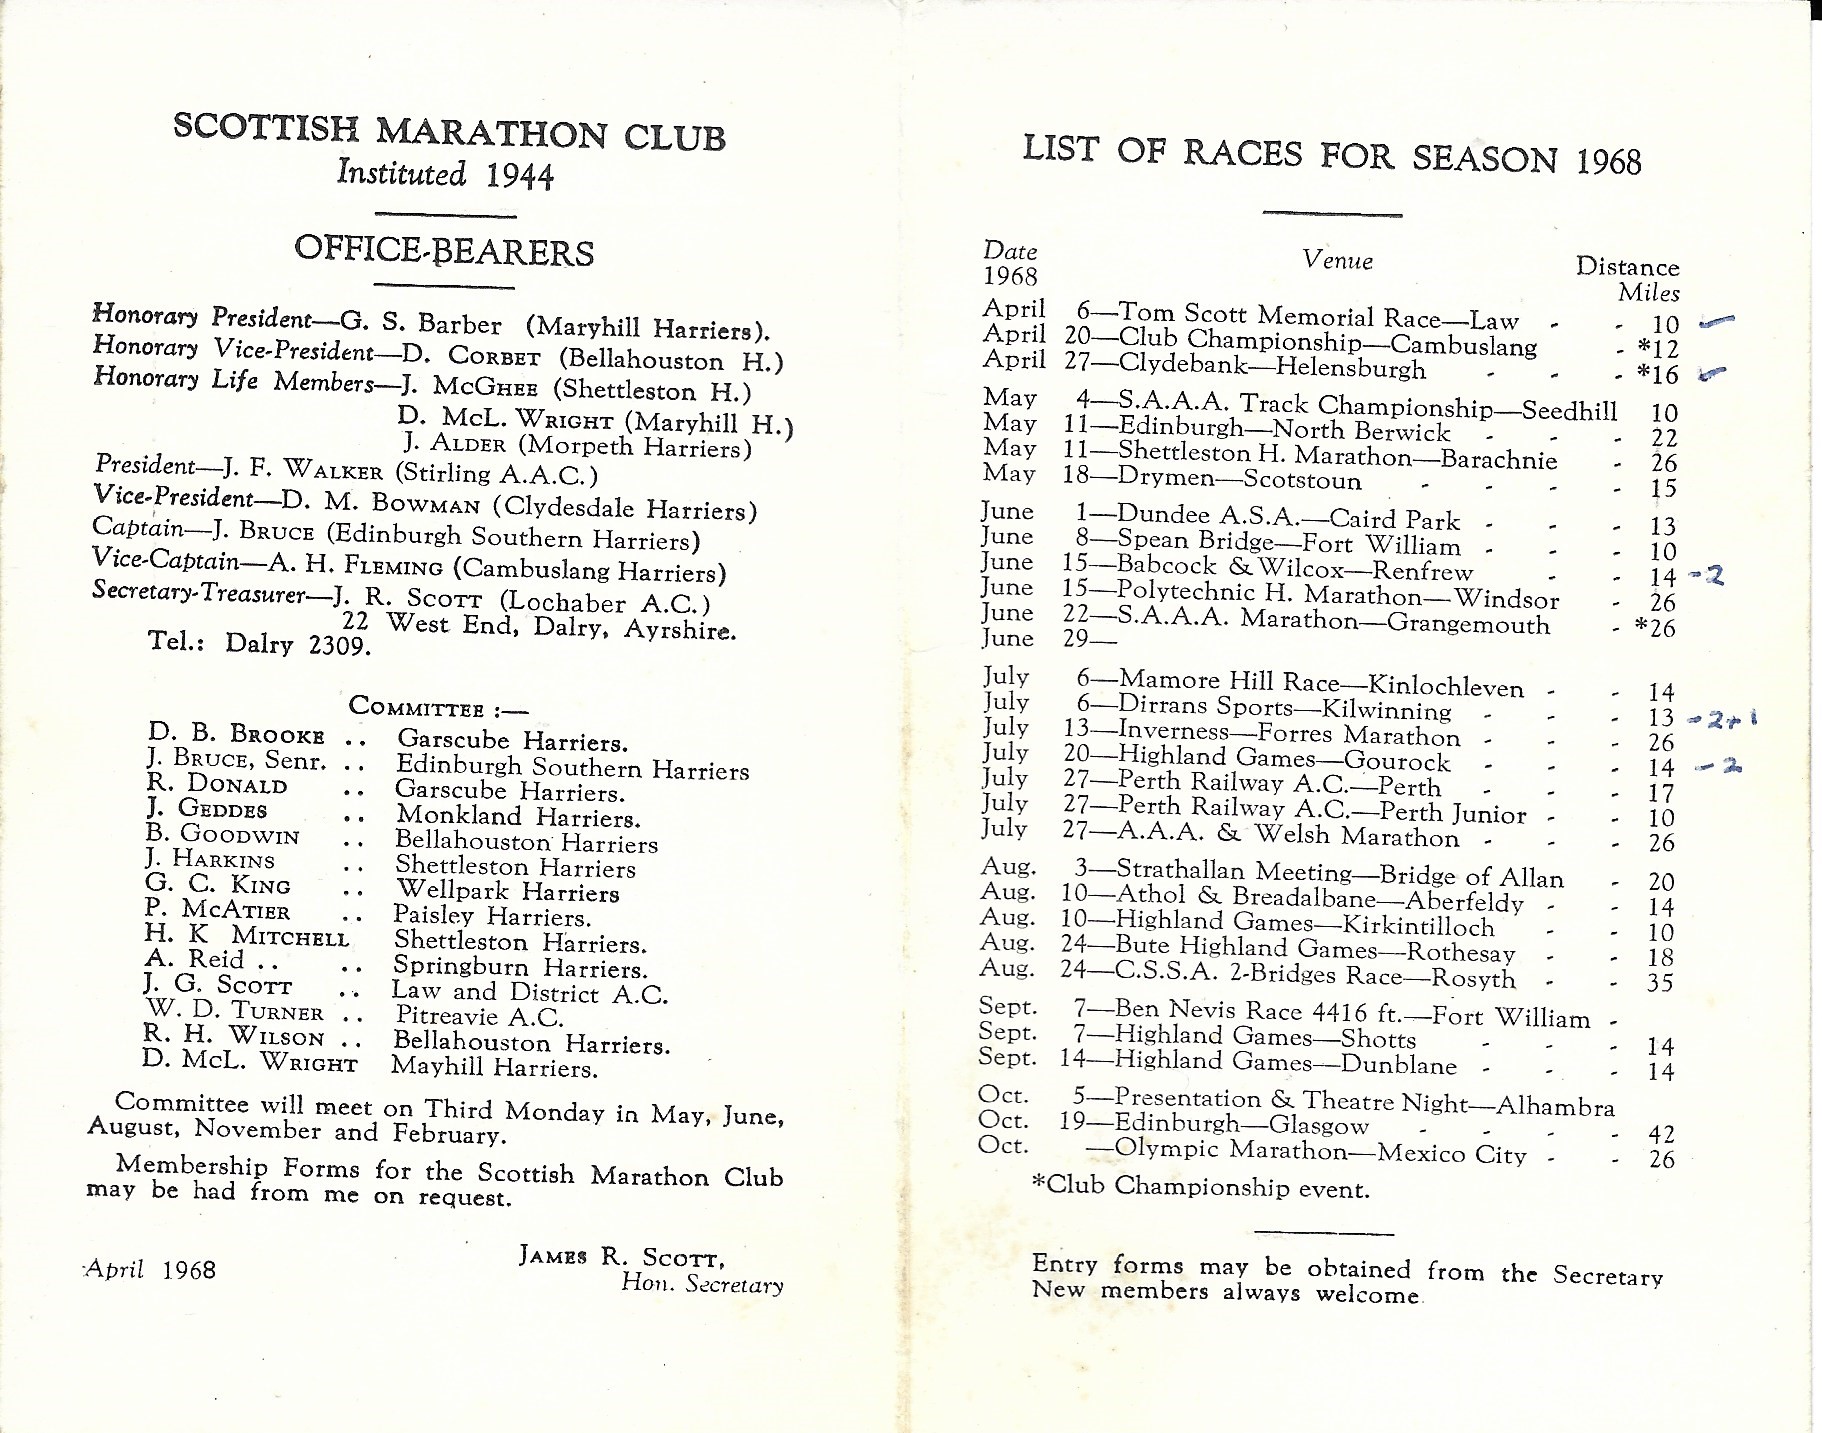 SCOTTISH MARATHON CLUB
Instituted 1944
OFFICE-BEARERS
Honorary President—G. S. Barber (Maryhill Harriers).
Honorary Vice-President—D. CORBET (Bellahouston H.)
Honorary Life Members—J. MCGHEE (Shettleston H.)
D. MCL. WRIGHT (Maryhill H.)
J. ALDER (Morpeth Harriers)
President—J. F. WALKER (Stirling A.A.C.)
Vice-President—D. M. BOWMAN (Clydesdale Harriers)
Captain—J. BRUCE (Edinburgh Southern Harriers)
Vice-Captain—A. H. FLEMING (Cambuslang Harriers)
Secretary-Treasurer—J. R. SCOTT (Lochaber A.C.)
22 West End, Dalry, Ayrshire.
Tel.: Dalry 2309.
COMMITTEE :—
D. B. BROOKE .. Garscube Harriers.
J. BRUCE, Senr. .. Edinburgh Southern Harriers
R. DONALD .. Garscube Harriers.
J. GEDDES .. Monkland Harriers.
B. GOODWIN .. Bellahouston Harriers
J. HARKINS .. Shettleston Harriers
G. C. KING .. Wellpark Harriers
P. MCATIER .. Paisley Harriers.
H. K MITCHELL Shettleston Harriers.
A. Reid .. .. Springburn Harriers.
J. G. SCOTT .. Law and District A.C.
W. D. TURNER .. Pitreavie A.C.
R. H. WILSON .. Bellahouston Harriers.
D. MCL. WRIGHT Mayhill Harriers.
Committee will meet on Third Monday in May, June,
August, November and February.
Membership Forms for the Scottish Marathon Club
may be had from me on request.
JAMES R. SCOTT,
April 1968 Hon. Secretary
LIST OF RACES FOR SEASON 1968
Date Venue Distance
1968 Miles
April 6—Tom Scott Memorial Race—Law - - 10
April 20—Club Championship—Cambuslang - *12
April 27—Clydebank—Helensburgh - - - *16
May 4—S.A.A.A. Track Championship—Seedhill 10
May 11—Edinburgh—North Berwick - - - 22
May 11—Shettleston H. Marathon—Barachnie - 26
May 18—Drymen—Scotstoun - - - - 15
June 1—Dundee A.S.A.—Caird Park - - - 13
June 8—Spean Bridge—Fort William - - - 10
June 15—Babcock & Wilcox—Renfrew - - 14 -2
June 15—Polytechnic H. Marathon—Windsor - 26
June 22—S.A.A.A. Marathon—Grangemouth - *26
June 29—
July 6—Mamore Hill Race—Kinlochleven - - 14
July 6—Dirrans Sports—Kilwinning - - - 13 -2+1
July 13—Inverness—Forres Marathon - - - 26
July 20—Highland Games—Gourock - - - 14 -2
July 27—Perth Railway A.C.—Perth - - - 17
July 27—Perth Railway A.C.—Perth Junior - - 10
July 27—A.A.A. & Welsh Marathon - - - 26
Aug. 3—Strathallan Meeting—Bridge of Allan - 20
Aug. 10—Athol & Breadalbane—Aberfeldy - - 14
Aug. 10—Highland Games—Kirkintilloch - - 10
Aug. 24—Bute Highland Games—Rothesay - - 18
Aug. 24—C.S.S.A. 2-Bridges Race—Rosyth - - 35
Sept. 7—Ben Nevis Race 4416 ft.—Fort William -
Sept. 7—Highland Games—Shotts - - - 14
Sept. 14—Highland Games—Dunblane - - - 14
Oct. 5—Presentation & Theatre Night—Alhambra
Oct. 19—Edinburgh—Glasgow - - - - 42
Oct. —Olympic Marathon—Mexico City - - 26
*Club Championship event.
Entry forms may be obtained from the Secretary
New members always welcome.